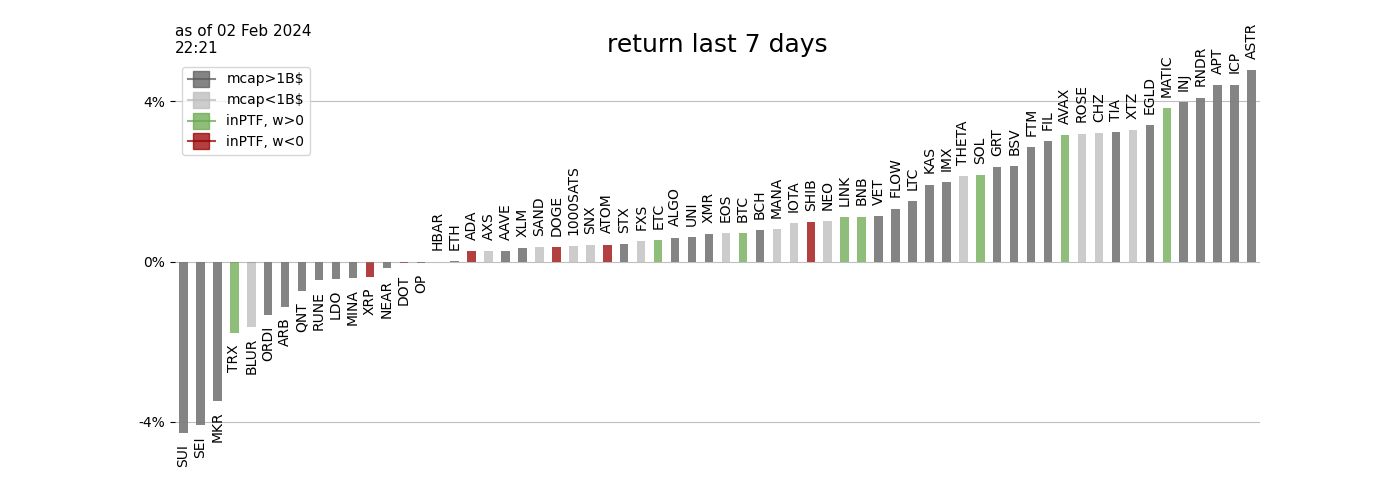 as of 02 Feb 2024
22:21
return last 7 days
mcap>1B$
mcap<1B$
inPTF, w>0
inPTF, w<0
4%
0%
-4%
SUI
SEI
MKR
TRX
BLUR
ORDI
ARB
QNT
RUNE
LDO
MINA
XRP
NEAR
DOT
OP
HBAR
ETH
ADA
AXS
AAVE
XLM
SAND
DOGE
1000SATS
SNX
ATOM
STX
FXS
ETC
ALGO
UNI
XMR
EOS
BTC
BCH
MANA
IOTA
SHIB
NEO
LINK
BNB
VET
FLOW
LTC
KAS
IMX
THETA
SOL
GRT
BSV
FTM
FIL
AVAX
ROSE
CHZ
TIA
XTZ
EGLD
MATIC
INJ
RNDR
APT
ICP
ASTR